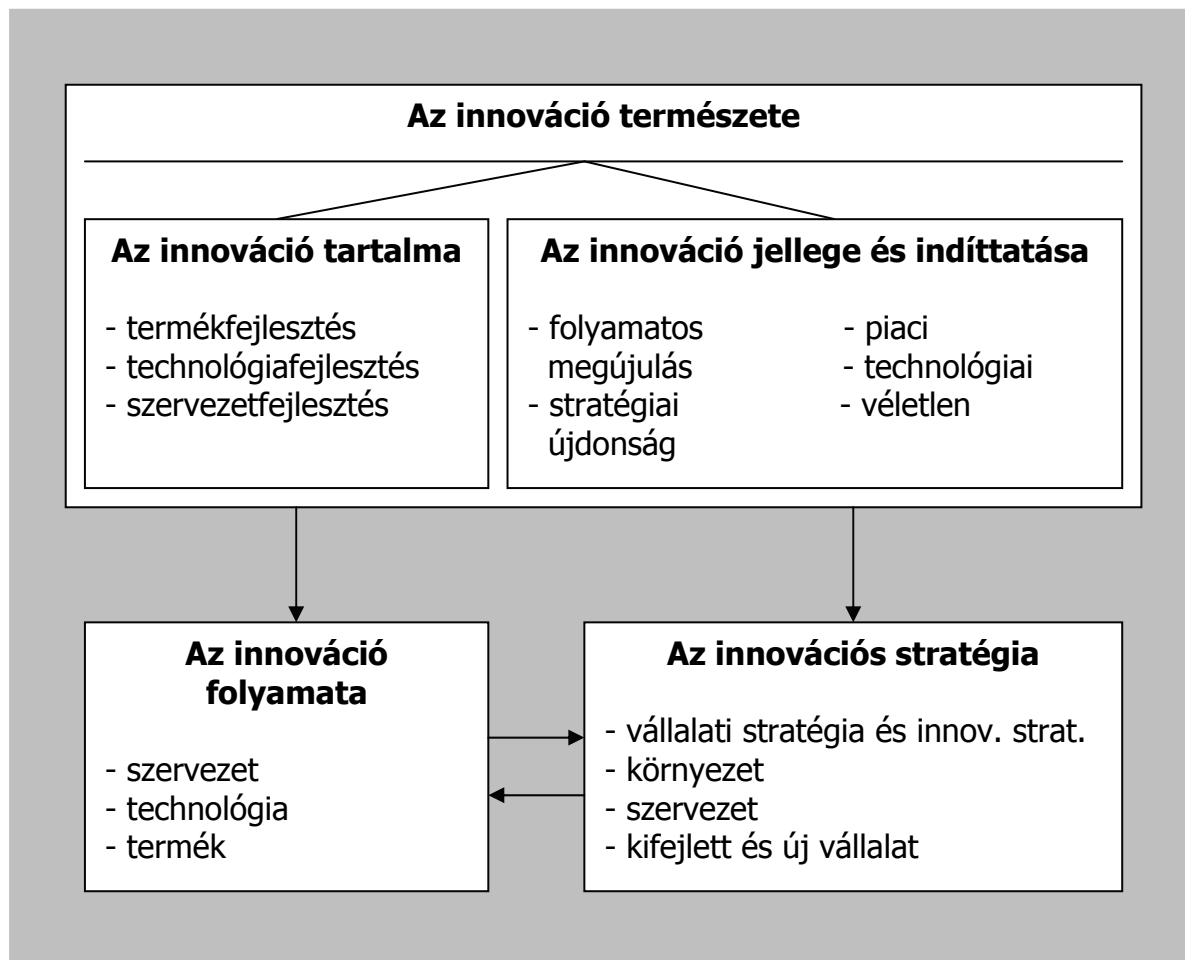 Az innováció természete
Az innováció tartalma
- termékfejlesztés
- technológiafejlesztés
- szervezetfejlesztés
Az innováció jellege és indíttatása
- folyamatos
megújulás
- stratégiai
újdonság
- piaci
- technológiai
- véletlen
Az innováció
folyamata
- szervezet
- technológia
- termék
Az innovációs stratégia
- vállalati stratégia és innov. strat.
- környezet
- szervezet
- kifejlett és új vállalat